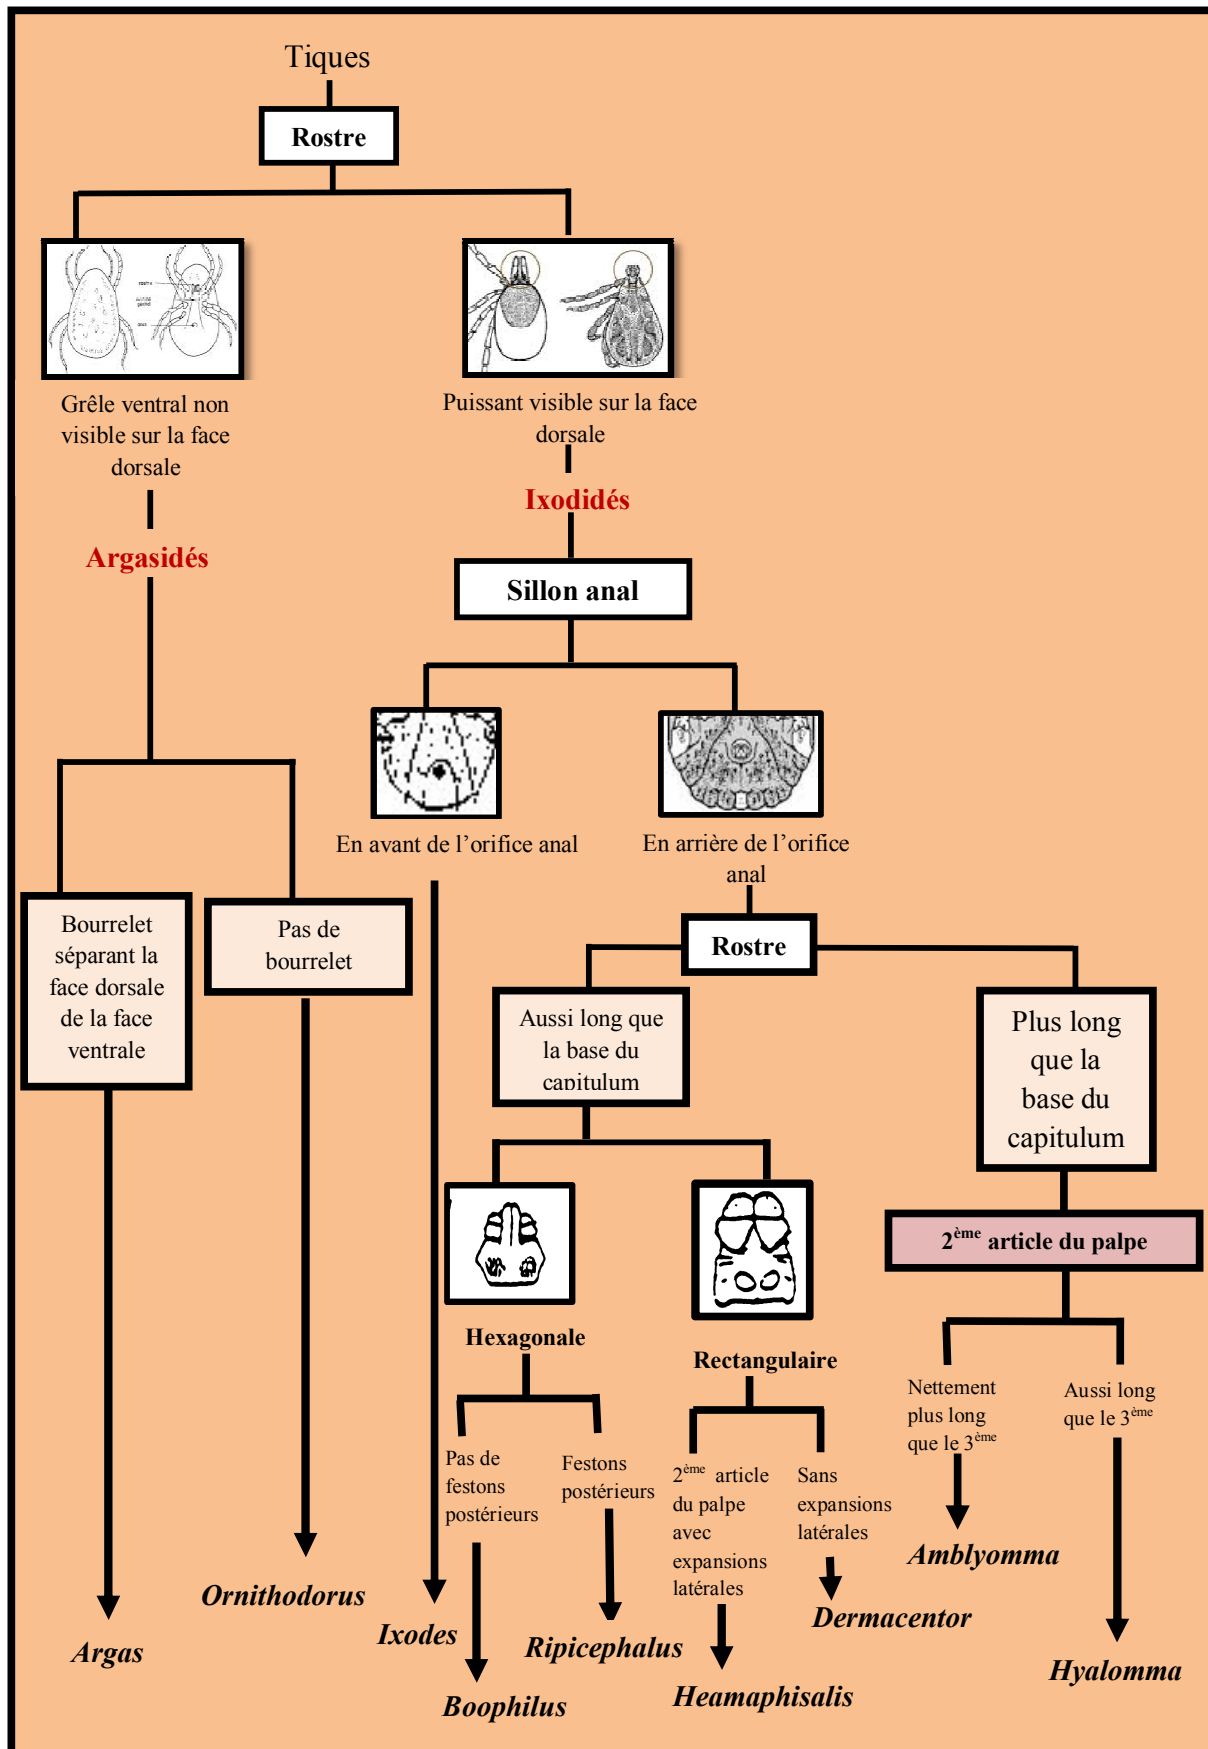 Tiques
Rostre
Grêle ventral non
visible sur la face
dorsale
Puissant visible sur la face
dorsale
Ixodidés
Argasidés
Sillon anal
En avant de l’orifice anal
En arrière de l’orifice
anal
Bourrelet
séparant la
face dorsale
de la face
ventrale
Pas de
bourrelet
Rostre
Aussi long que
la base du
capitulum
Plus long
que la
base du
capitulum
2ème article du palpe
Hexagonale
Rectangulaire
Pas de
festons
postérieurs
Festons
postérieurs
2ème article
du palpe
avec
expansions
latérales
Sans
expansions
latérales
Nettement
plus long
que le 3ème
Aussi long
que le 3ème
Argas
Ornithodorus
Ixodes
Boophilus
Ripicephalus
Heamaphisalis
Dermacentor
Amblyomma
Hyalomma